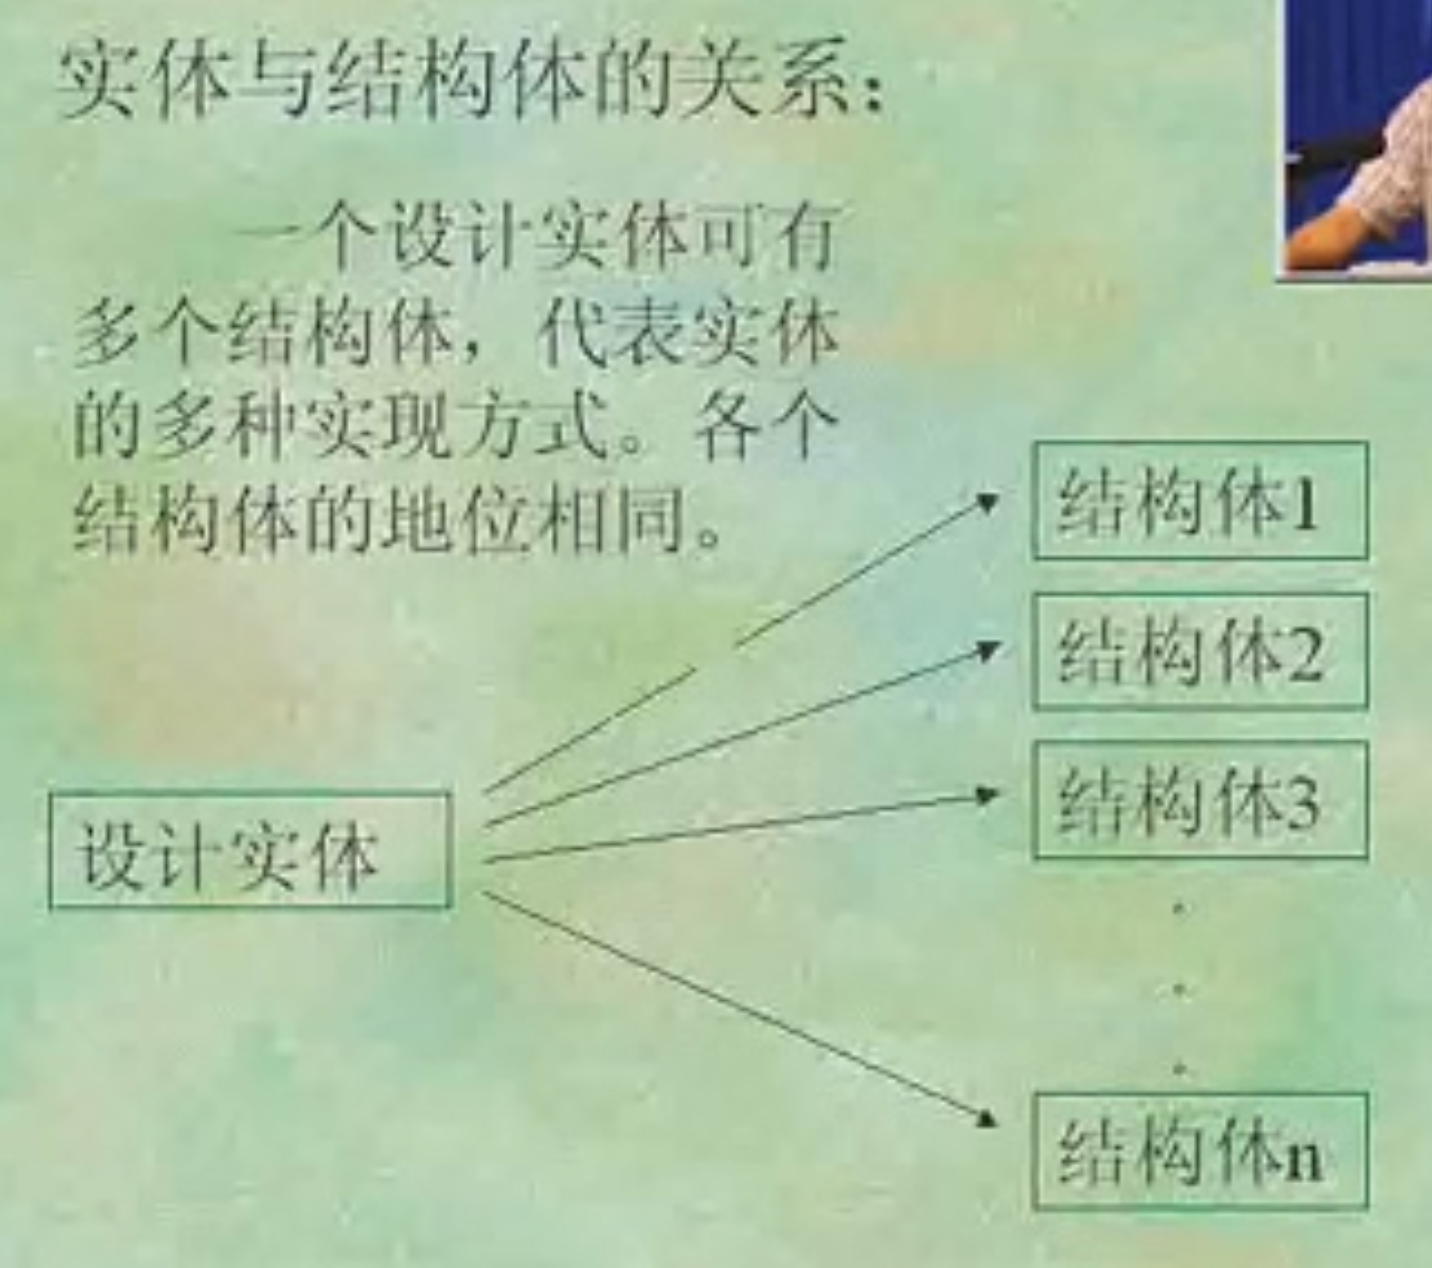 实体与结构体的关系：
一个设计实体可有
多个结构体，代表实体
的多种实现方式。各个
结构体的地位相同。
结构体1
结构体2
结构体3
设计实体
结构体n